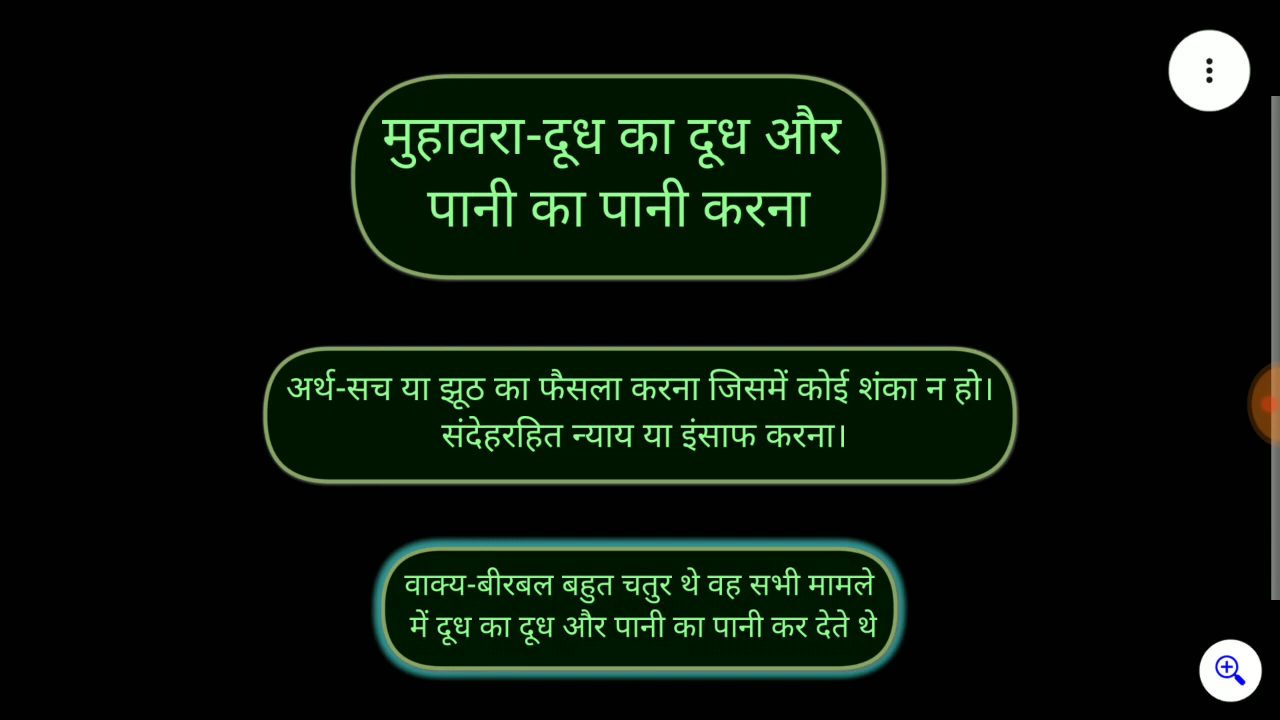 मुहावरा-दूध का दूध और
पानी का पानी करना
अर्थ-सच या झूठ का फैसला करना जिसमें कोई शंका न हो।
संदेहरहित न्याय या इंसाफ करना।
वाक्य-बीरबल बहुत चतुर थे वह सभी मामले
में दूध का दूध और पानी का पानी कर देते थे